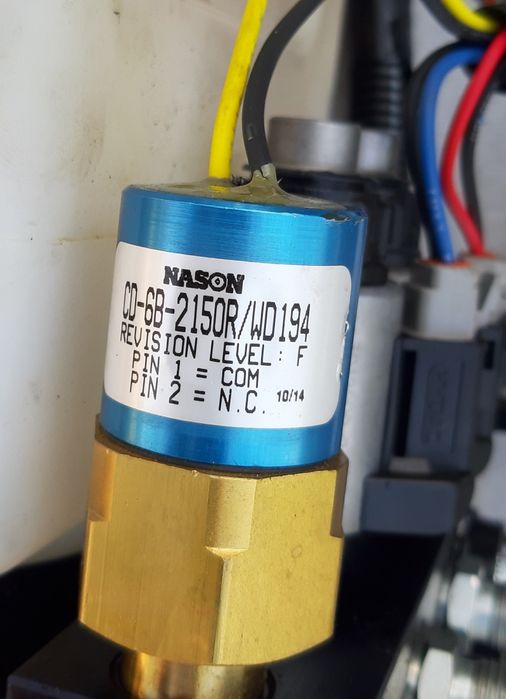 NASON
CD-6B-2150R/WD194
REVISION LEVEL: F
PIN 1 = COM
PIN 2 = N.C. 10/14